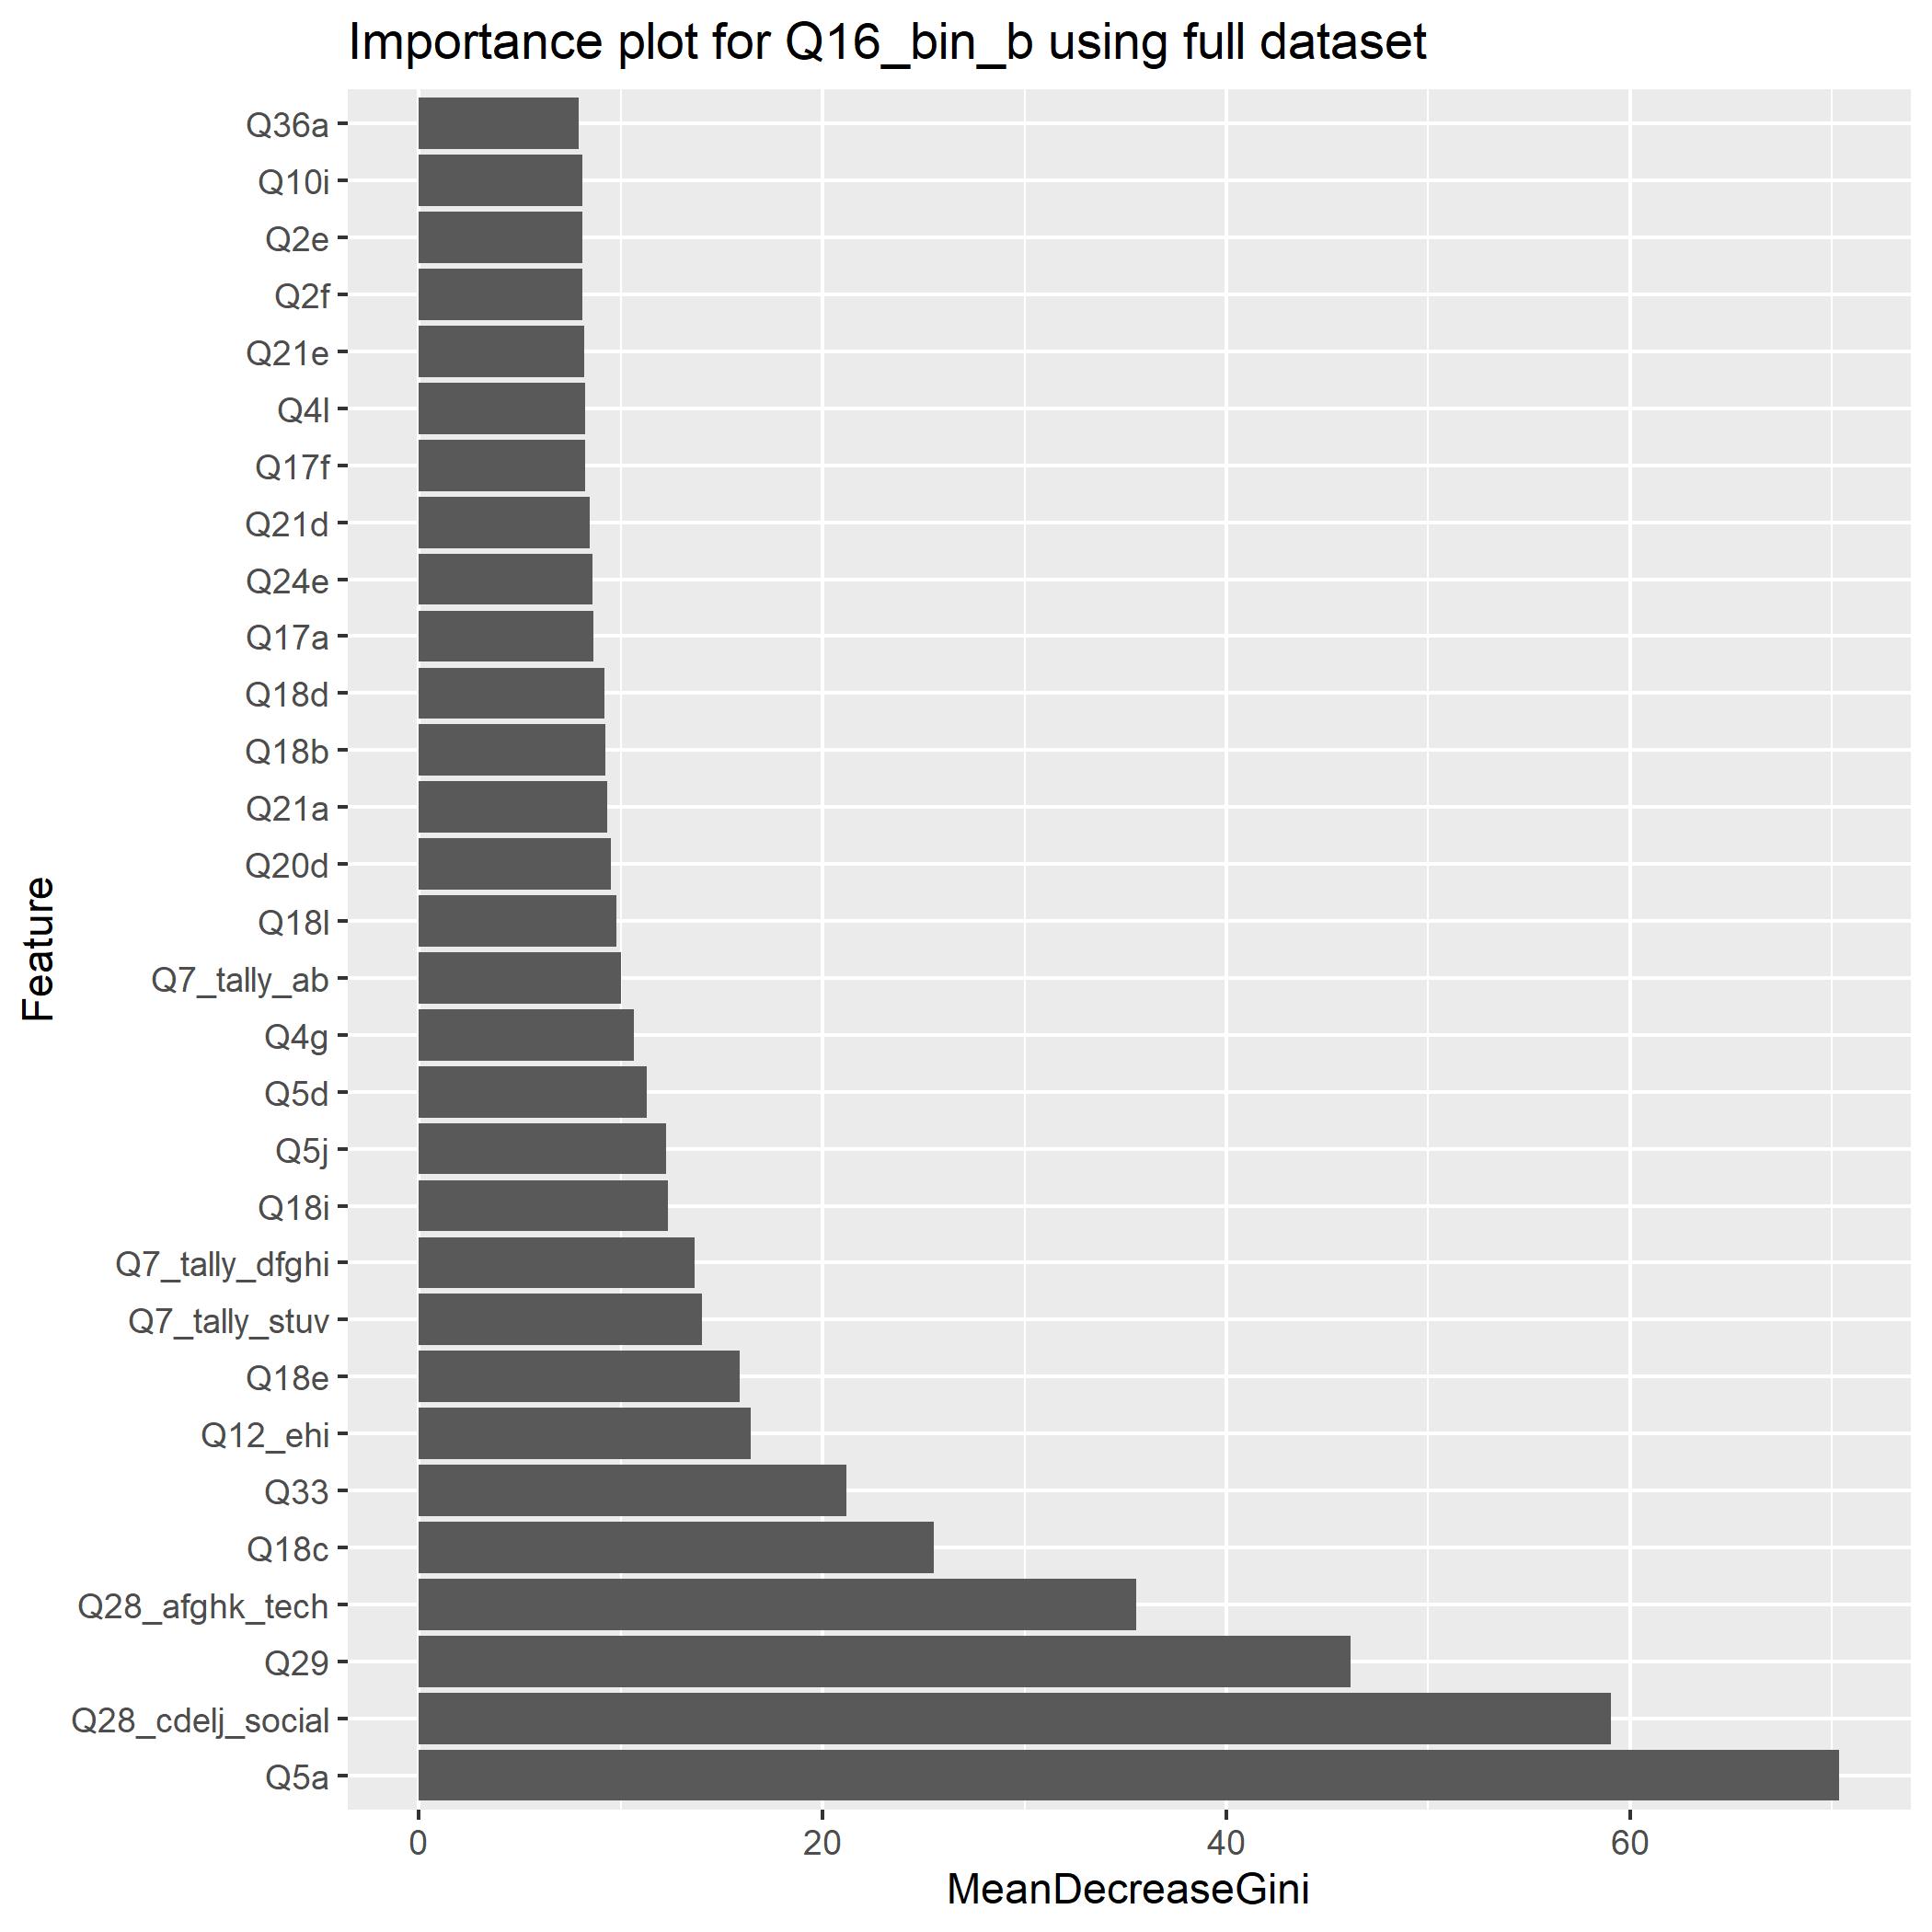 Importance plot for Q16_bin_b using full dataset
Q36a
Q10i
Q2e
Q2f
Q21e
Q4l
Q17f
Q21d
Q24e
Q17a
Q18d
Q18b
Q21a
Q20d
Q18l
Q7_tally_ab
Q4g
Q5d
Q5j
Q18i
Q7_tally_dfghi
Q7_tally_stuv
Q18e
Q12_ehi
Q33
Q18c
Q28_afghk_tech
Q29
Q28_cdelj_social
Q5a
Feature
0 20 40 60
MeanDecreaseGini